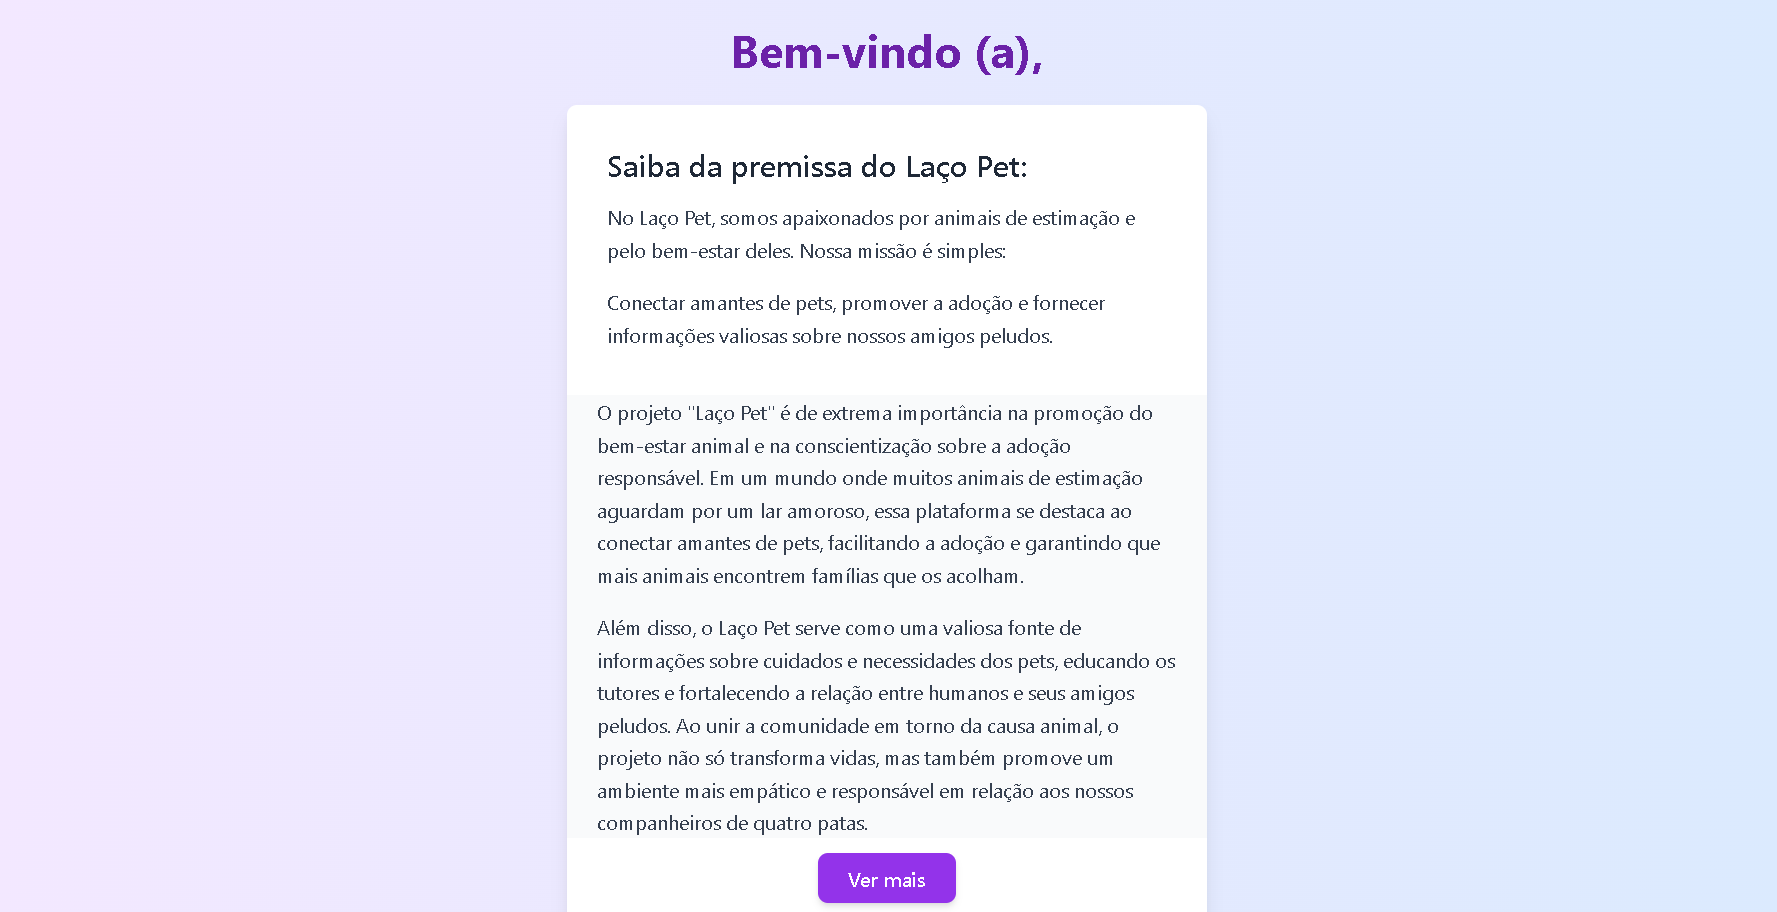 Bem-vindo (a),
Saiba da premissa do Laço Pet:
No Laço Pet, somos apaixonados por animais de estimação e
pelo bem-estar deles. Nossa missão é simples:
Conectar amantes de pets, promover a adoção e fornecer
informações valiosas sobre nossos amigos peludos.
O projeto "Laço Pet" é de extrema importância na promoção do
bem-estar animal e na conscientização sobre a adoção
responsável. Em um mundo onde muitos animais de estimação
aguardam por um lar amoroso, essa plataforma se destaca ao
conectar amantes de pets, facilitando a adoção e garantindo que
mais animais encontrem famílias que os acolham.
Além disso, o Laço Pet serve como uma valiosa fonte de
informações sobre cuidados e necessidades dos pets, educando os
tutores e fortalecendo a relação entre humanos e seus amigos
peludos. Ao unir a comunidade em torno da causa animal, o
projeto não só transforma vidas, mas também promove um
ambiente mais empático e responsável em relação aos nossos
companheiros de quatro patas.
Ver mais